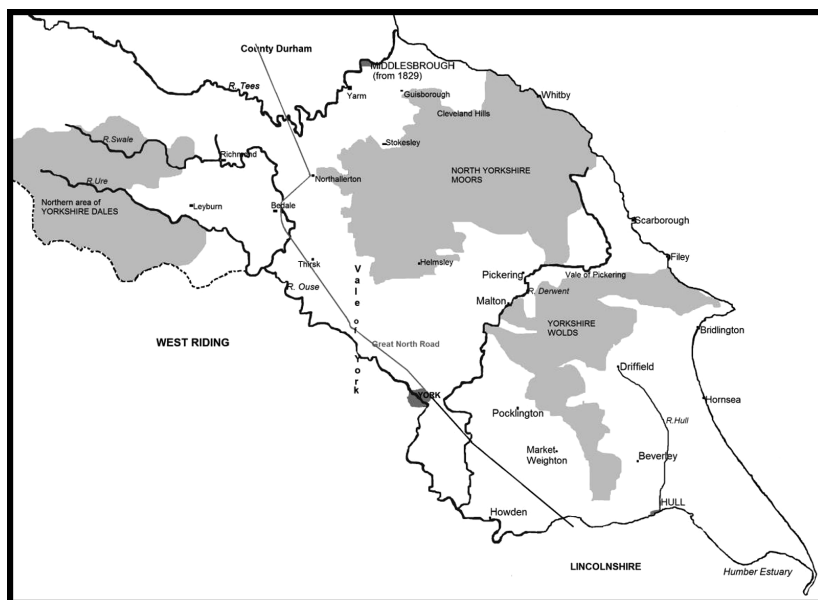 County Durham
MIDDLESBROUGH
(from 1829)
R. Tees
Yarm
Guisborough
Whitby
Cleveland Hills
R.Swale
Stokesley
Richmond
NORTH YORKSHIRE
MOORS
R.Ure
Northallerton
Northern area of
YORKSHIRE DALES
Leyburn
Bedale
Scarborough
Thirsk
Helmsley
Filey
Vale of York
Pickering
Vale of Pickering
R. Ouse
R. Derwent
Malton
YORKSHIRE
WOLDS
Bridlington
WEST RIDING
Great North Road
Driffield
YORK
Hornsea
Pockington
R.Hull
Market
Weighton
Beverley
HULL
Howden
LINCOLNSHIRE
Humber Estuary